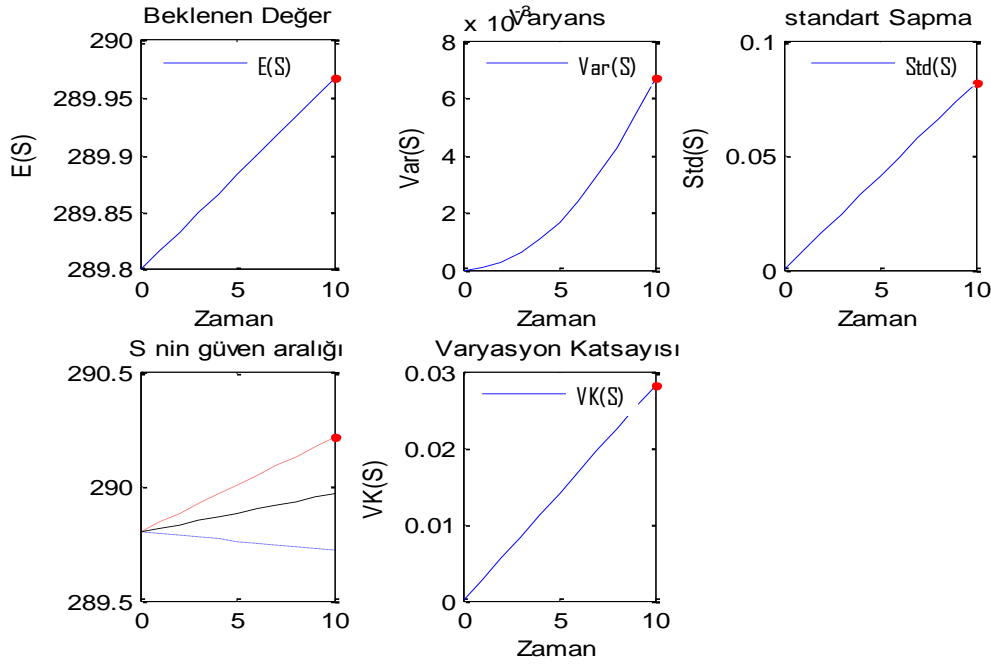 Beklenen Değer
290
289.95
289.9
289.85
289.8
E(S)
E(S)
0
5
10
Zaman
x 10
-3
Varyans
8
6
4
2
0
Var(S)
Var(S)
0
5
10
Zaman
standart Sapma
0.1
0.05
0
Std(S)
Std(S)
0
5
10
Zaman
S nin güven aralığı
290.5
290
289.5
0
5
10
Varyasyon Katsayısı
0.03
0.02
0.01
0
VK(S)
VK(S)
0
5
10
Zaman